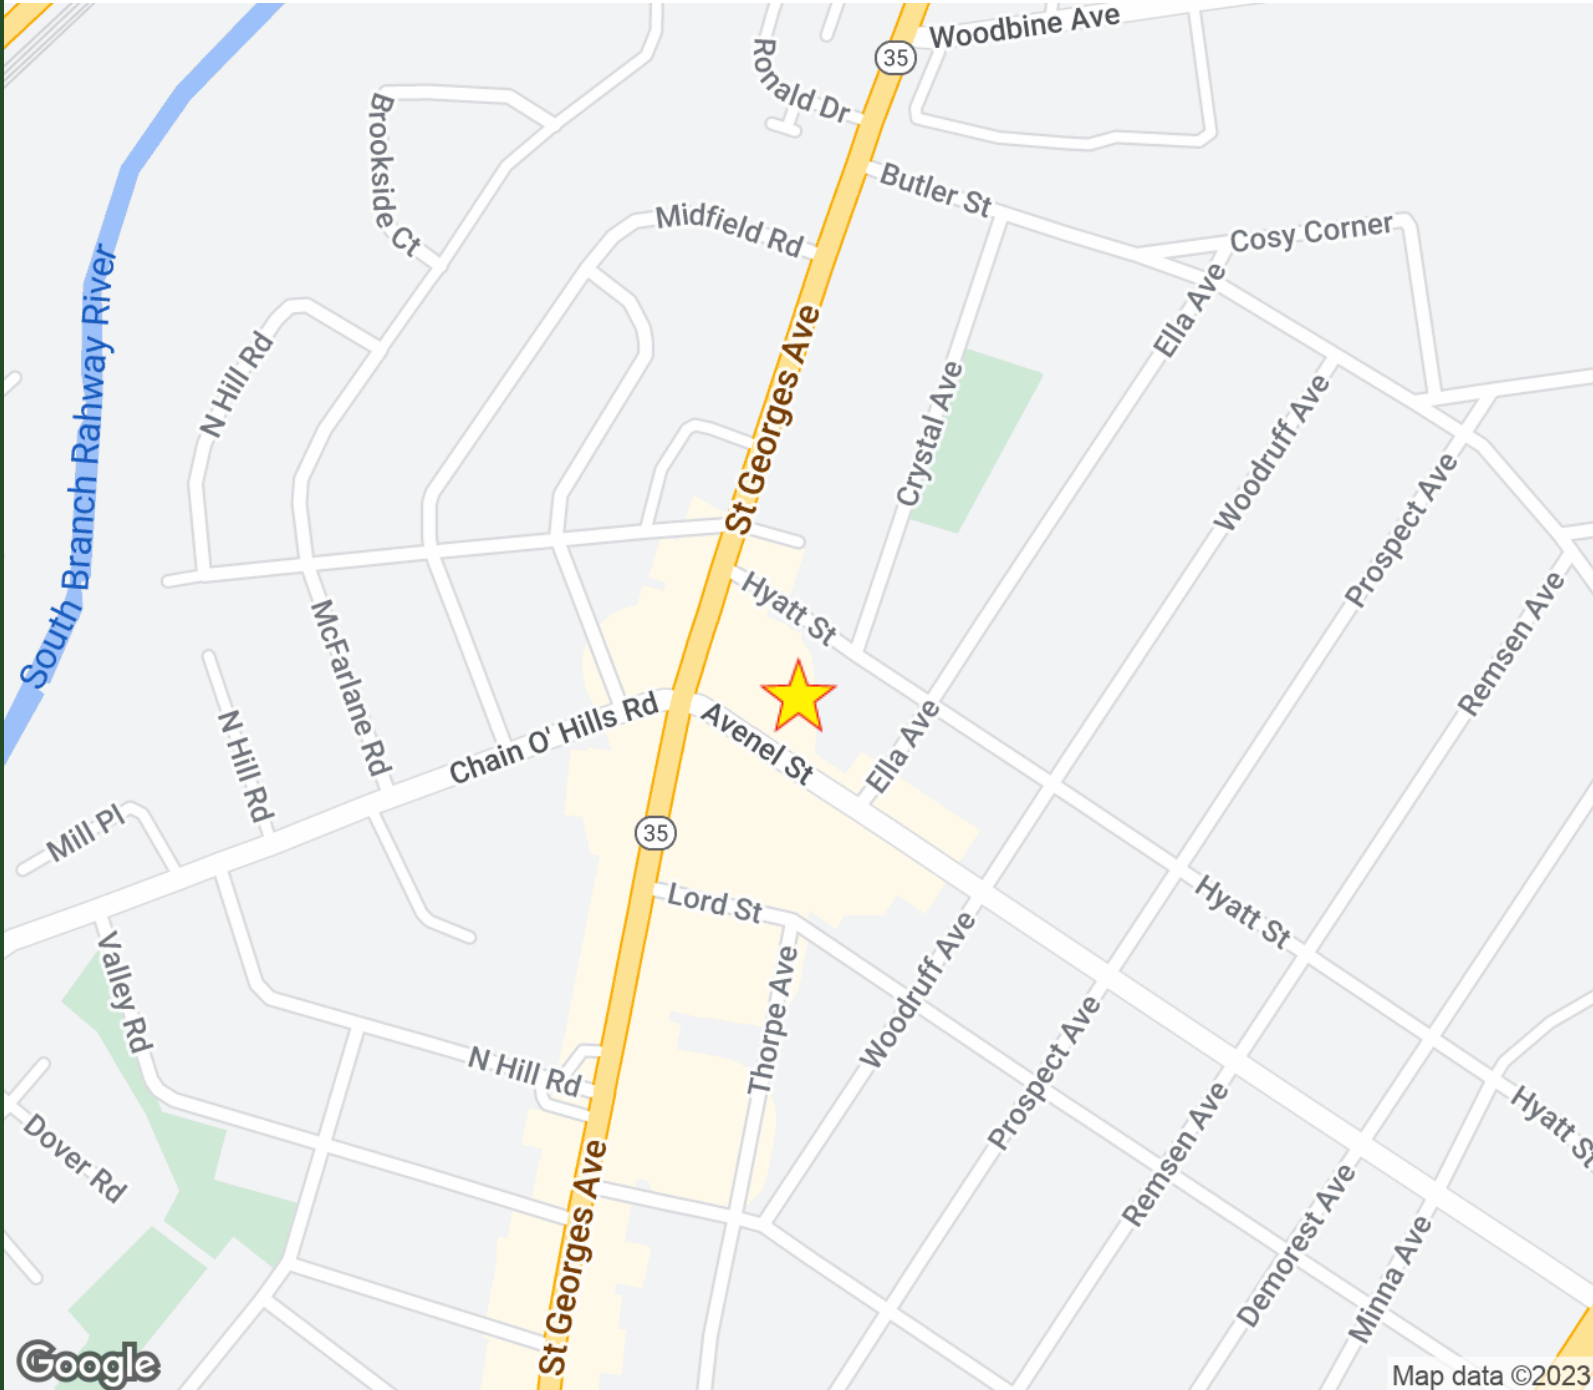 Woodbine Ave
35
Ronald Dr
Brookside Ct
Butler St
Midfield Rd
Cosy Corner
Ella Ave
South Branch Rahway River
N Hill Rd
St Georges Ave
Crystal Ave
Woodruff Ave
Prospect Ave
Hyatt St
Remsen Ave
McFarlane Rd
Chain O' Hills Rd
Avenel St
Ella Ave
N Hill Rd
Mill Pl
35
Lord St
Hyatt St
Valley Rd
Thorpe Ave
Woodruff Ave
Prospect Ave
N Hill Rd
Hyatt St
Dover Rd
Remsen Ave
Demorest Ave
Minna Ave
St Georges Ave
Google
Map data ©2023